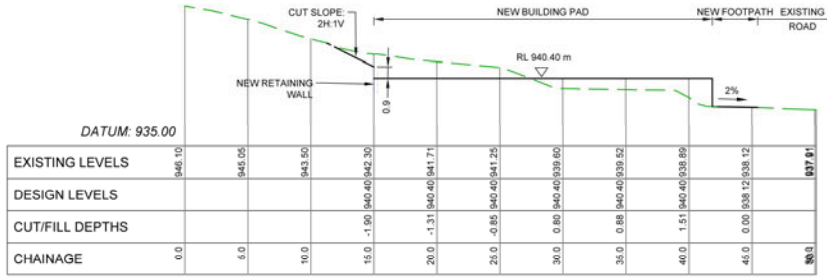 CUT SLOPE:
2H:1V
NEW BUILDING PAD
NEW FOOTPATH
EXISTING
ROAD
RL 940.40 m
NEW RETAINING
WALL
0.9
2%
DATUM: 935.00
EXISTING LEVELS 946.10 945.05 943.50 942.30 941.71 941.25 939.60 939.52 938.89 938.12
DESIGN LEVELS 940.40 940.40 940.40 940.40 940.40 940.40 938.12
CUT/FILL DEPTHS -1.90 -1.31 -0.85 0.80 0.88 1.51 0.00
CHAINAGE 0.0 5.0 10.0 15.0 20.0 25.0 30.0 35.0 40.0 45.0